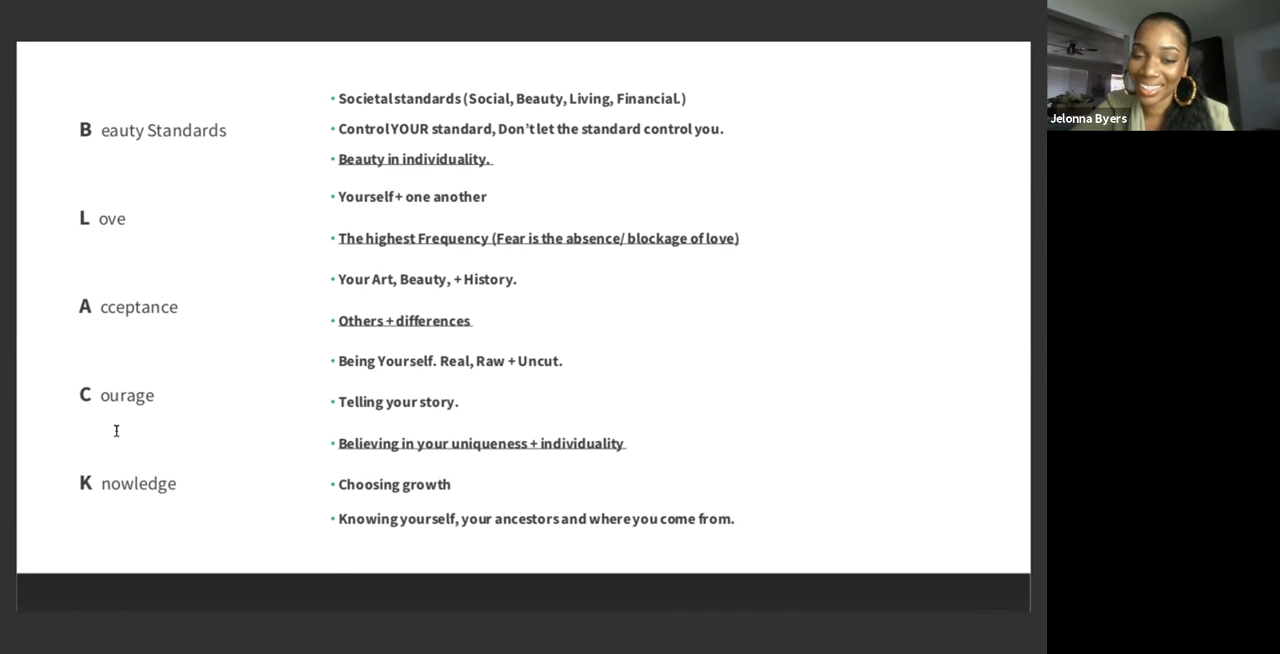 B eauty Standards
• Societal standards (Social, Beauty, Living, Financial.)
• Control YOUR standard, Don't let the standard control you.
• Beauty in individuality.
L ove
• Yourself + one another
• The highest Frequency (Fear is the absence/ blockage of love)
A cceptance
• Your Art, Beauty, + History.
• Others + differences
C ourage
• Being Yourself. Real, Raw + Uncut.
• Telling your story.
• Believing in your uniqueness + individuality
K nowledge
• Choosing growth
• Knowing yourself, your ancestors and where you come from.
Jelonna Byers